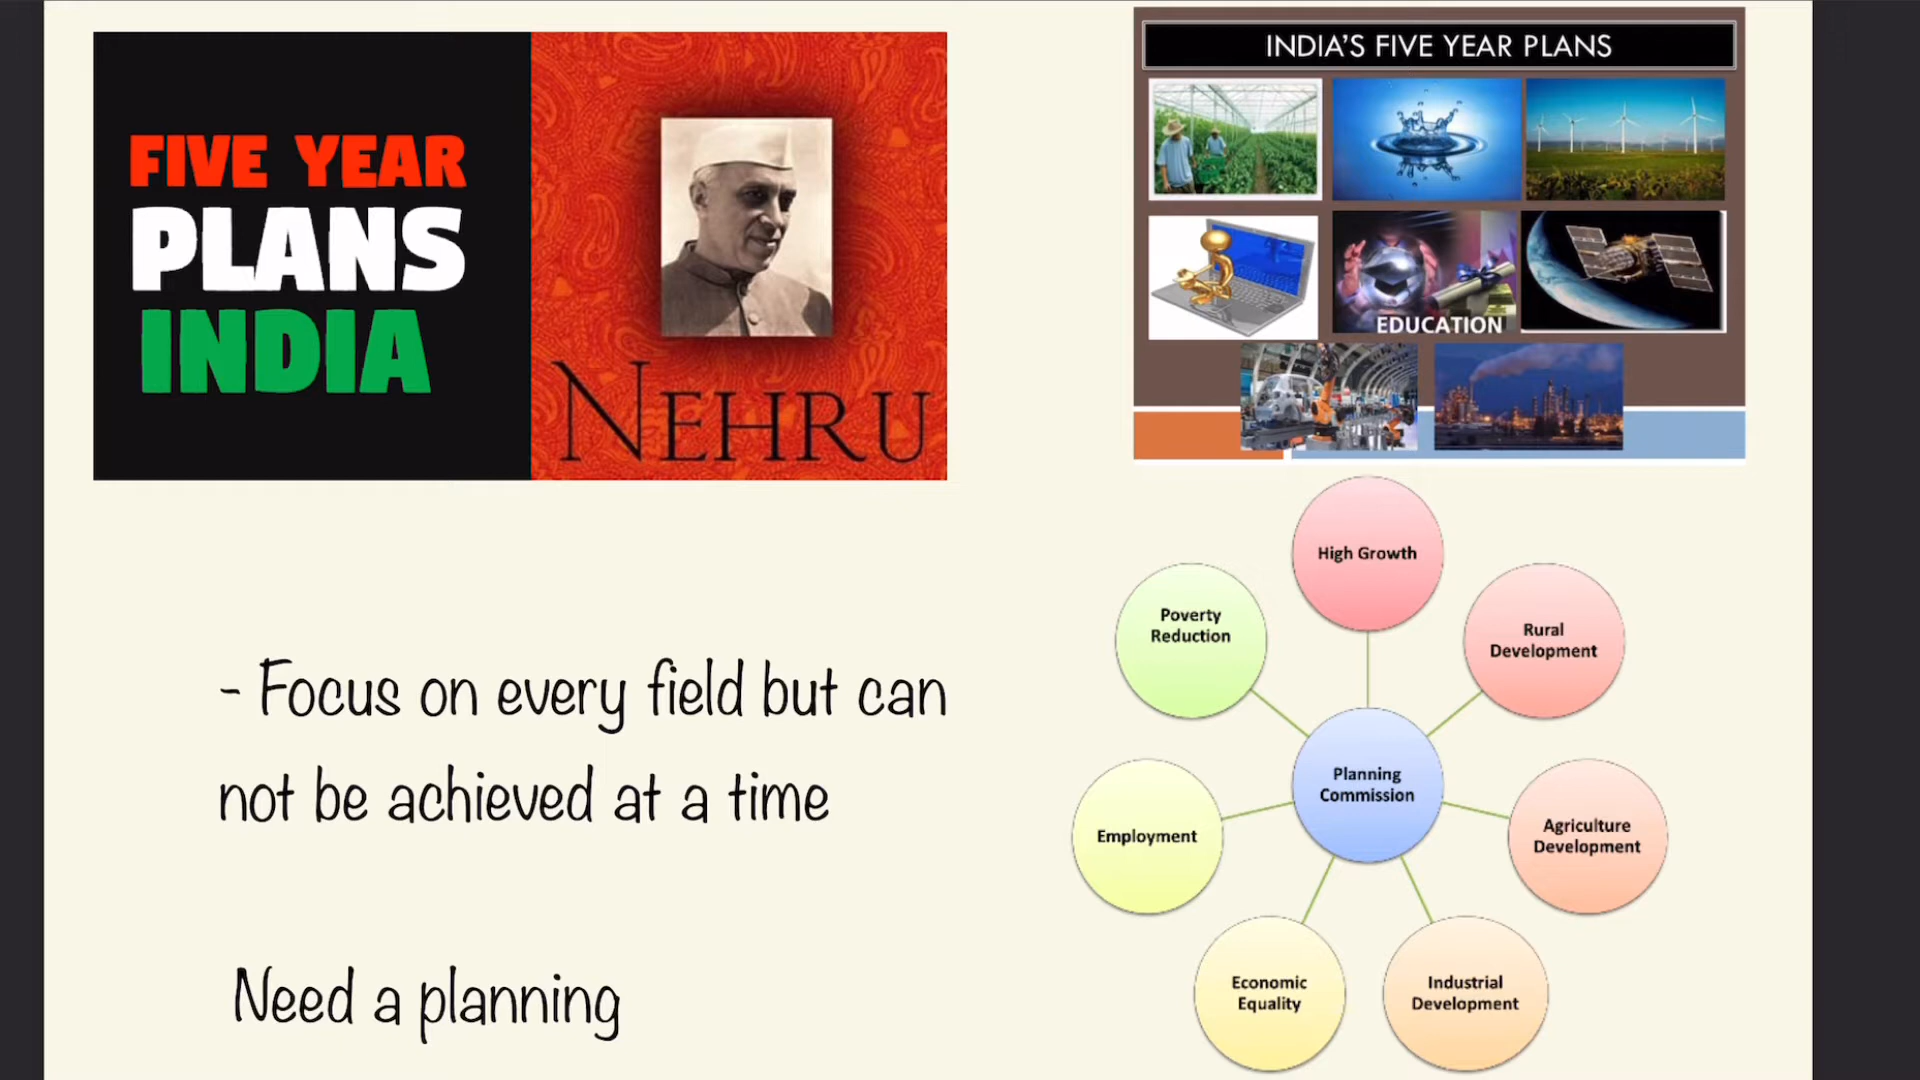 FIVE YEAR
PLANS
INDIA
NEHRU
INDIA'S FIVE YEAR PLANS
EDUCATION
- Focus on every field but can
not be achieved at a time
Need a planning
High Growth
Poverty
Reduction
Rural
Development
Planning
Commission
Employment
Agriculture
Development
Economic
Equality
Industrial
Development